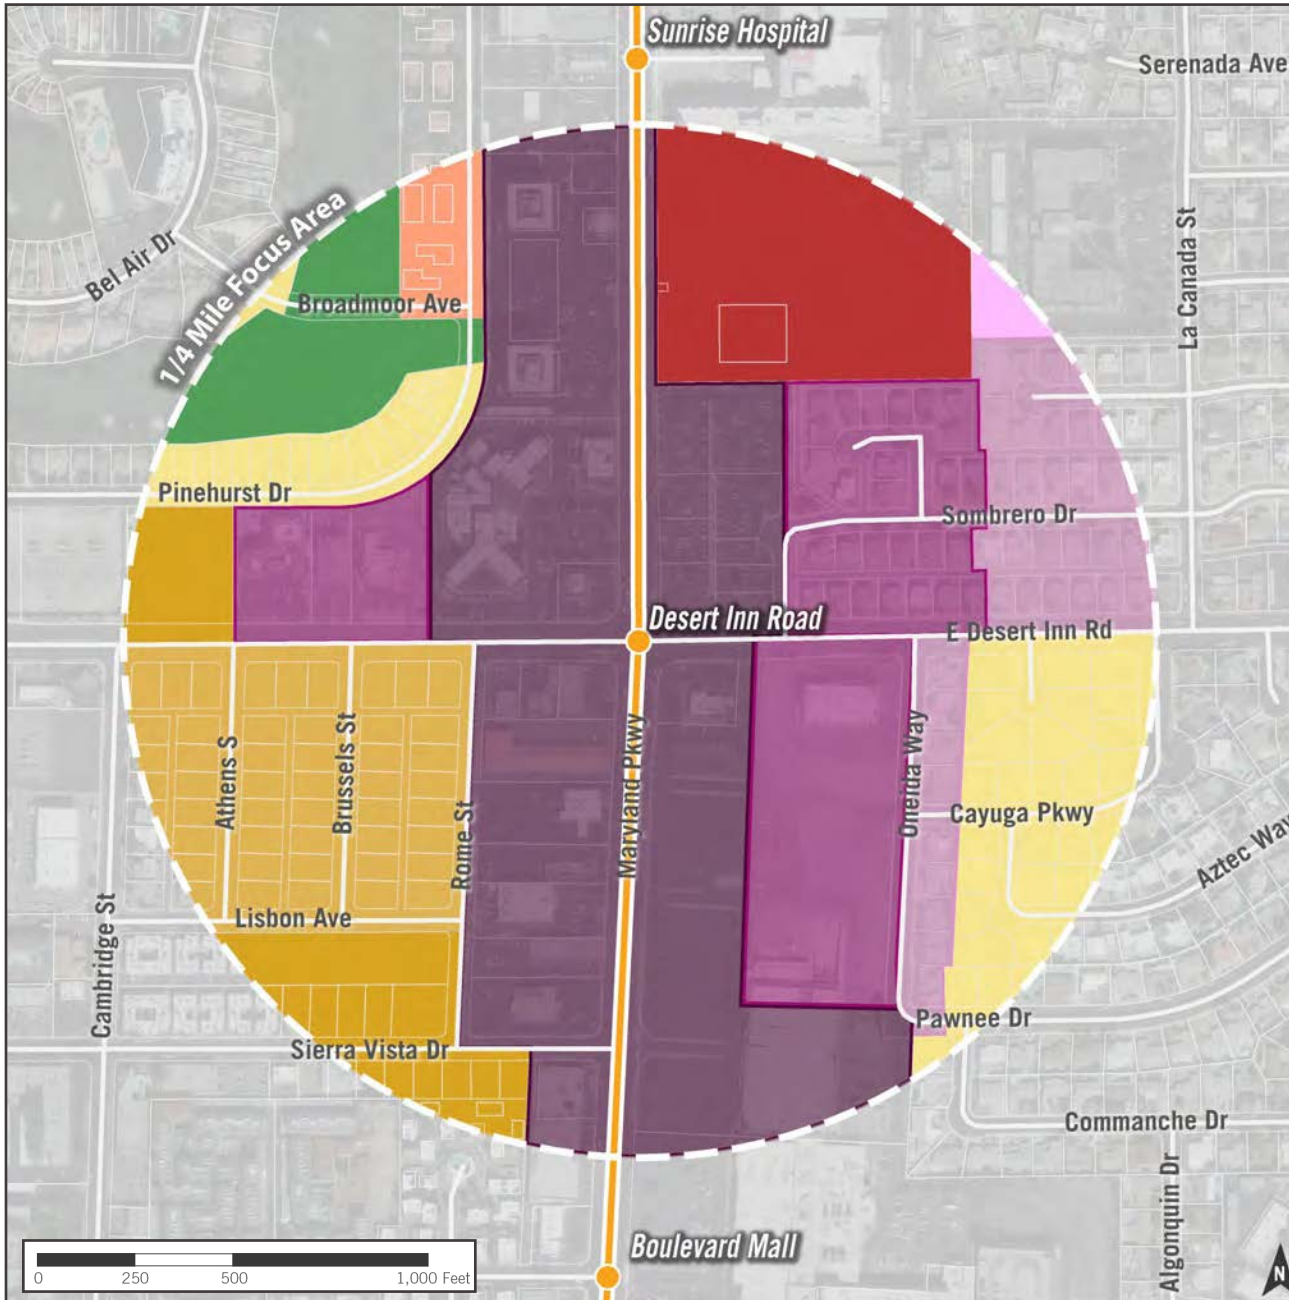 Sunrise Hospital
Serenada Ave
La Canada St
Bel Air Dr
1/4 Mile Focus Area
Broadmoor Ave
Pinehurst Dr
Sombrero Dr
Desert Inn Road
E Desert Inn Rd
Athens S
Brussels St
Rome St
Maryland Pkwy
Oneida Way
Cayuga Pkwy
Aztec Way
Lisbon Ave
Cambridge St
Sierra Vista Dr
Pawnee Dr
Commanche Dr
Algonquin Dr
Boulevard Mall
0 250 500 1,000 Feet
N